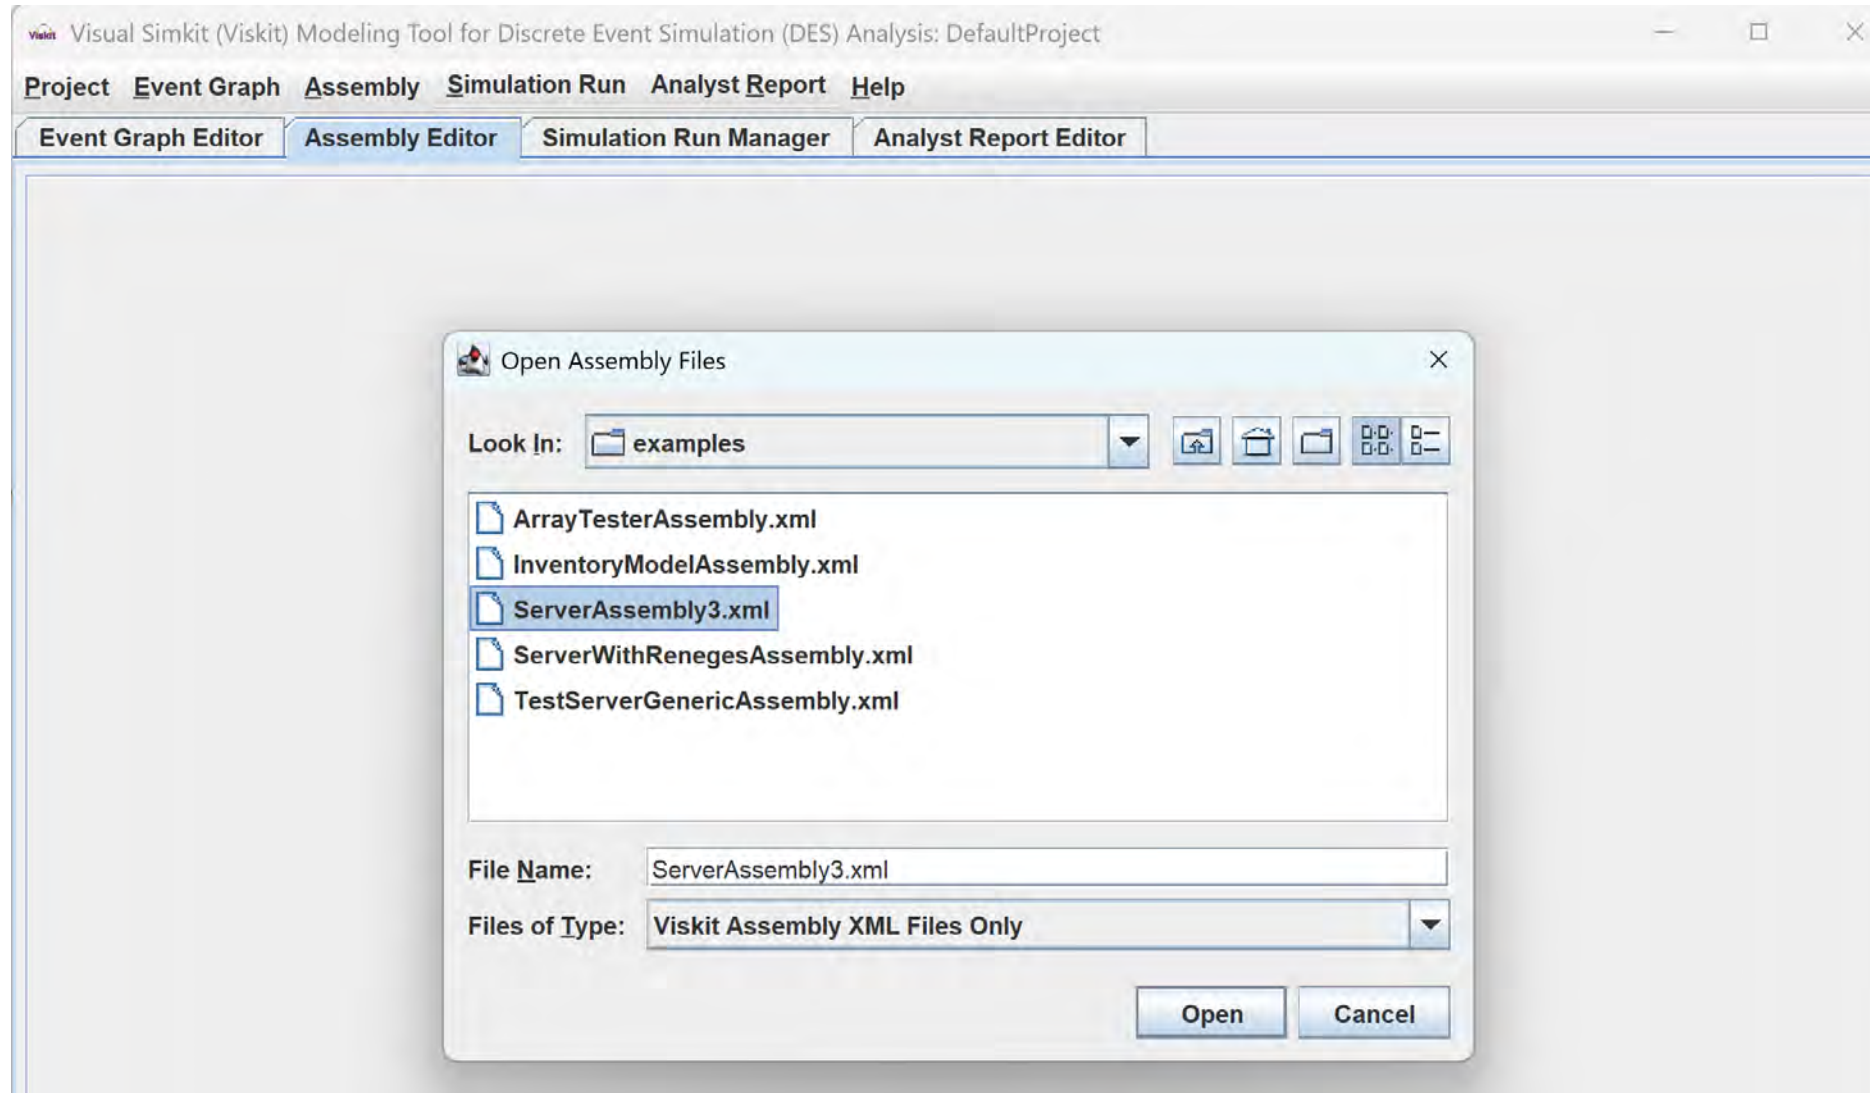 Viskit Visual Simkit (Viskit) Modeling Tool for Discrete Event Simulation (DES) Analysis: DefaultProject
Project Event Graph Assembly Simulation Run Analyst Report Help
Event Graph Editor Assembly Editor Simulation Run Manager Analyst Report Editor
Open Assembly Files
Look In: examples
ArrayTesterAssembly.xml
InventoryModelAssembly.xml
ServerAssembly3.xml
ServerWithRenegesAssembly.xml
TestServerGenericAssembly.xml
File Name: ServerAssembly3.xml
Files of Type: Viskit Assembly XML Files Only
Open Cancel